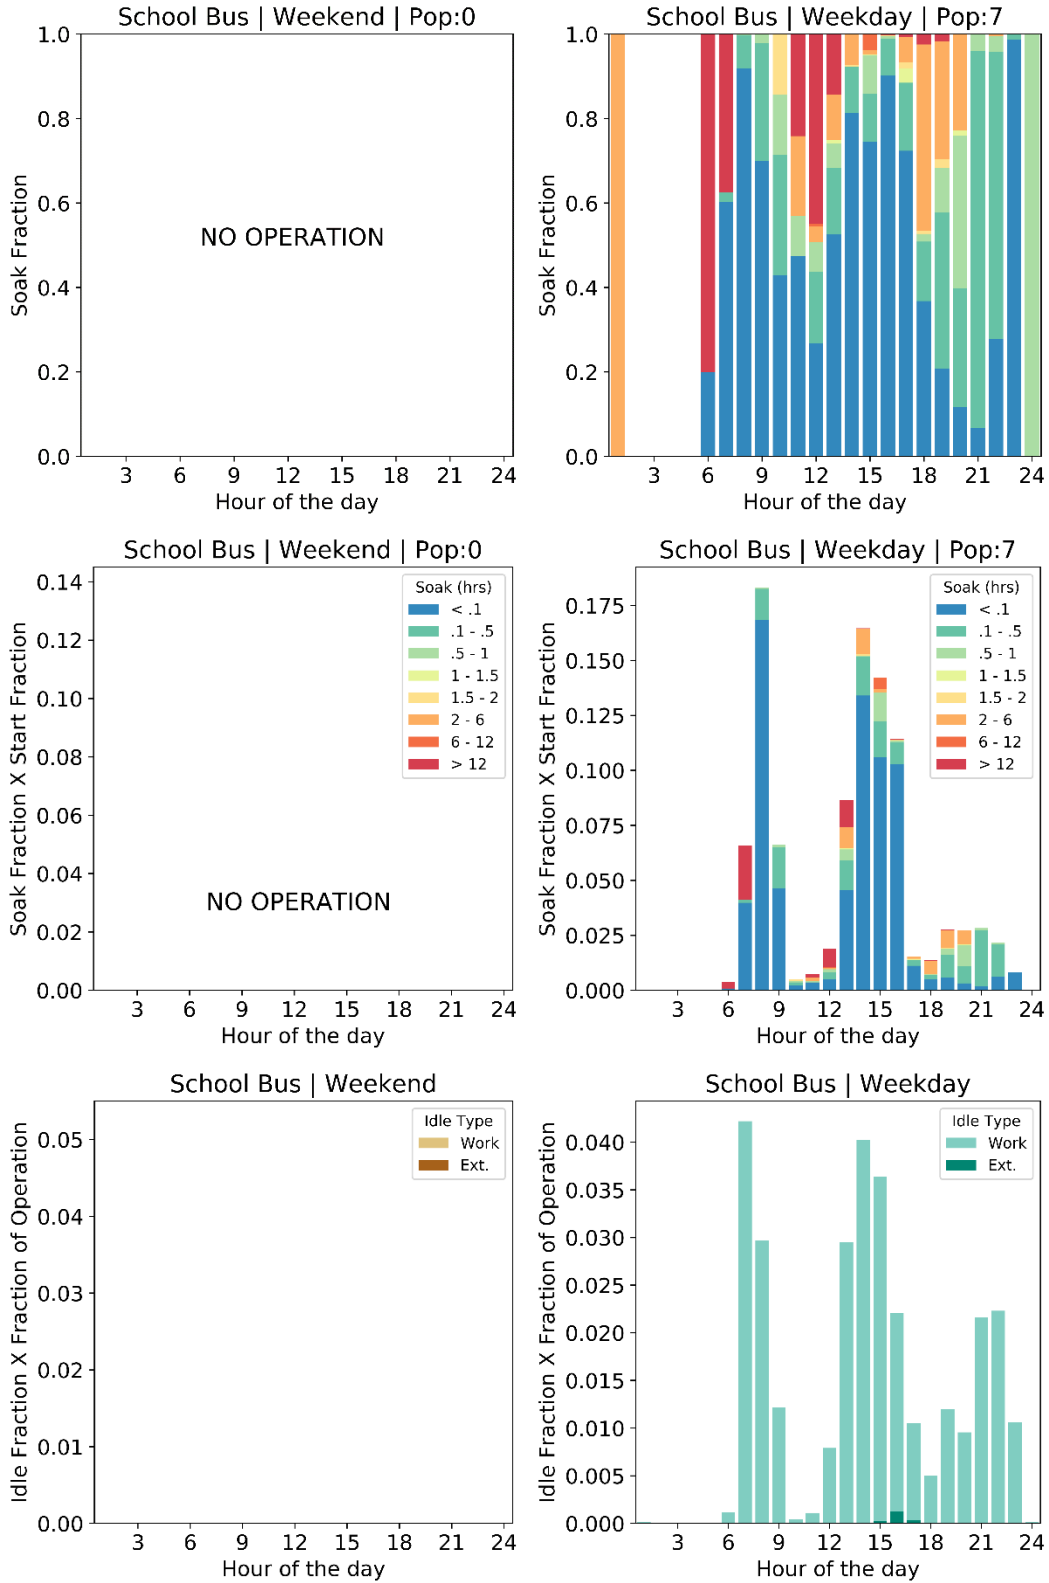 School Bus | Weekend | Pop:0
1.0
0.8
0.6
0.4
0.2
0.0
Soak Fraction
NO OPERATION
3 6 9 12 15 18 21 24
Hour of the day
School Bus | Weekday | Pop:7
1.0
0.8
0.6
0.4
0.2
0.0
Soak Fraction
3 6 9 12 15 18 21 24
Hour of the day
School Bus | Weekend | Pop:0
0.14
0.12
0.10
0.08
0.06
0.04
0.02
0.00
Soak Fraction X Start Fraction
Soak (hrs)
< .1
.1 - .5
.5 - 1
1 - 1.5
1.5 - 2
2 - 6
6 - 12
> 12
NO OPERATION
3 6 9 12 15 18 21 24
Hour of the day
School Bus | Weekday | Pop:7
0.175
0.150
0.125
0.100
0.075
0.050
0.025
0.000
Soak Fraction X Start Fraction
Soak (hrs)
< .1
.1 - .5
.5 - 1
1 - 1.5
1.5 - 2
2 - 6
6 - 12
> 12
3 6 9 12 15 18 21 24
Hour of the day
School Bus | Weekend
0.05
0.04
0.03
0.02
0.01
0.00
Idle Fraction X Fraction of Operation
Idle Type
Work
Ext.
3 6 9 12 15 18 21 24
Hour of the day
School Bus | Weekday
0.040
0.035
0.030
0.025
0.020
0.015
0.010
0.005
0.000
Idle Fraction X Fraction of Operation
Idle Type
Work
Ext.
3 6 9 12 15 18 21 24
Hour of the day